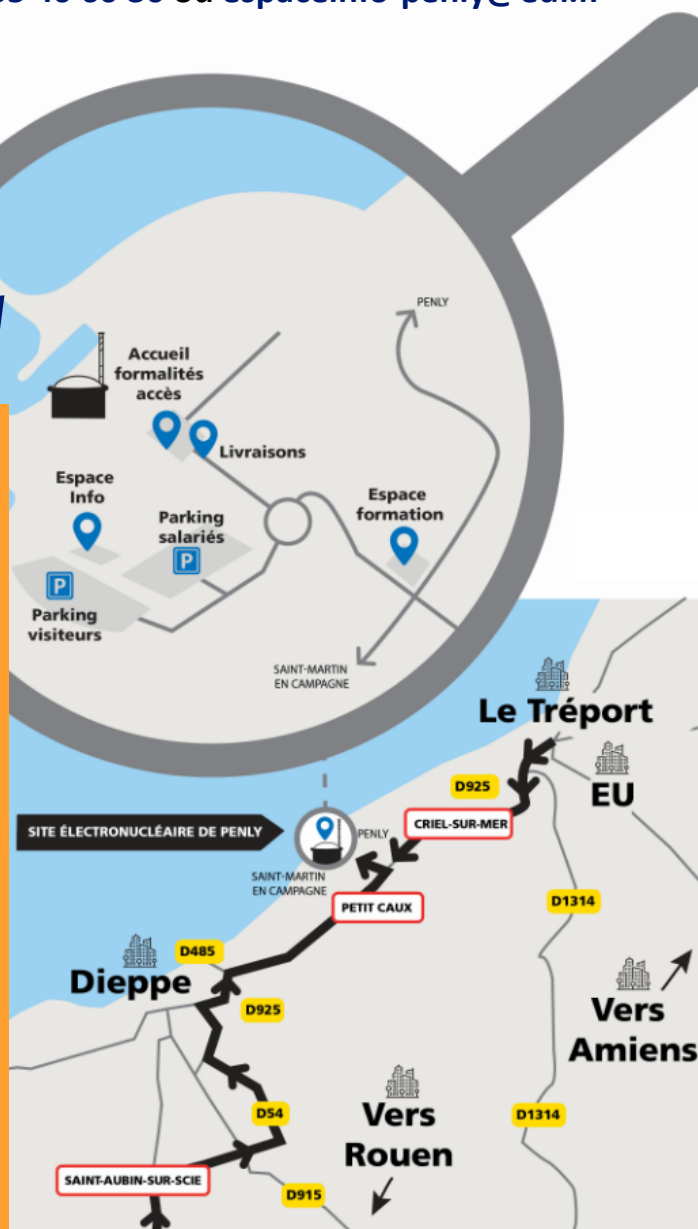 ou
PENLY
Accueil
formalités
accès
Livraisons
Espace
Info
Espace
formation
Parking
salariés
P
P
Parking
visiteurs
SAINT-MARTIN
EN CAMPAGNE
Le Tréport
D925
EU
CRIEL-SUR-MER
SITE ÉLECTRONUCLÉAIRE DE PENLY
PENLY
SAINT-MARTIN
EN CAMPAGNE
PETIT CAUX
D1314
D485
Dieppe
D925
Vers
Amiens
D54
Vers
Rouen
D1314
SAINT-AUBIN-SUR-SCIE
D915